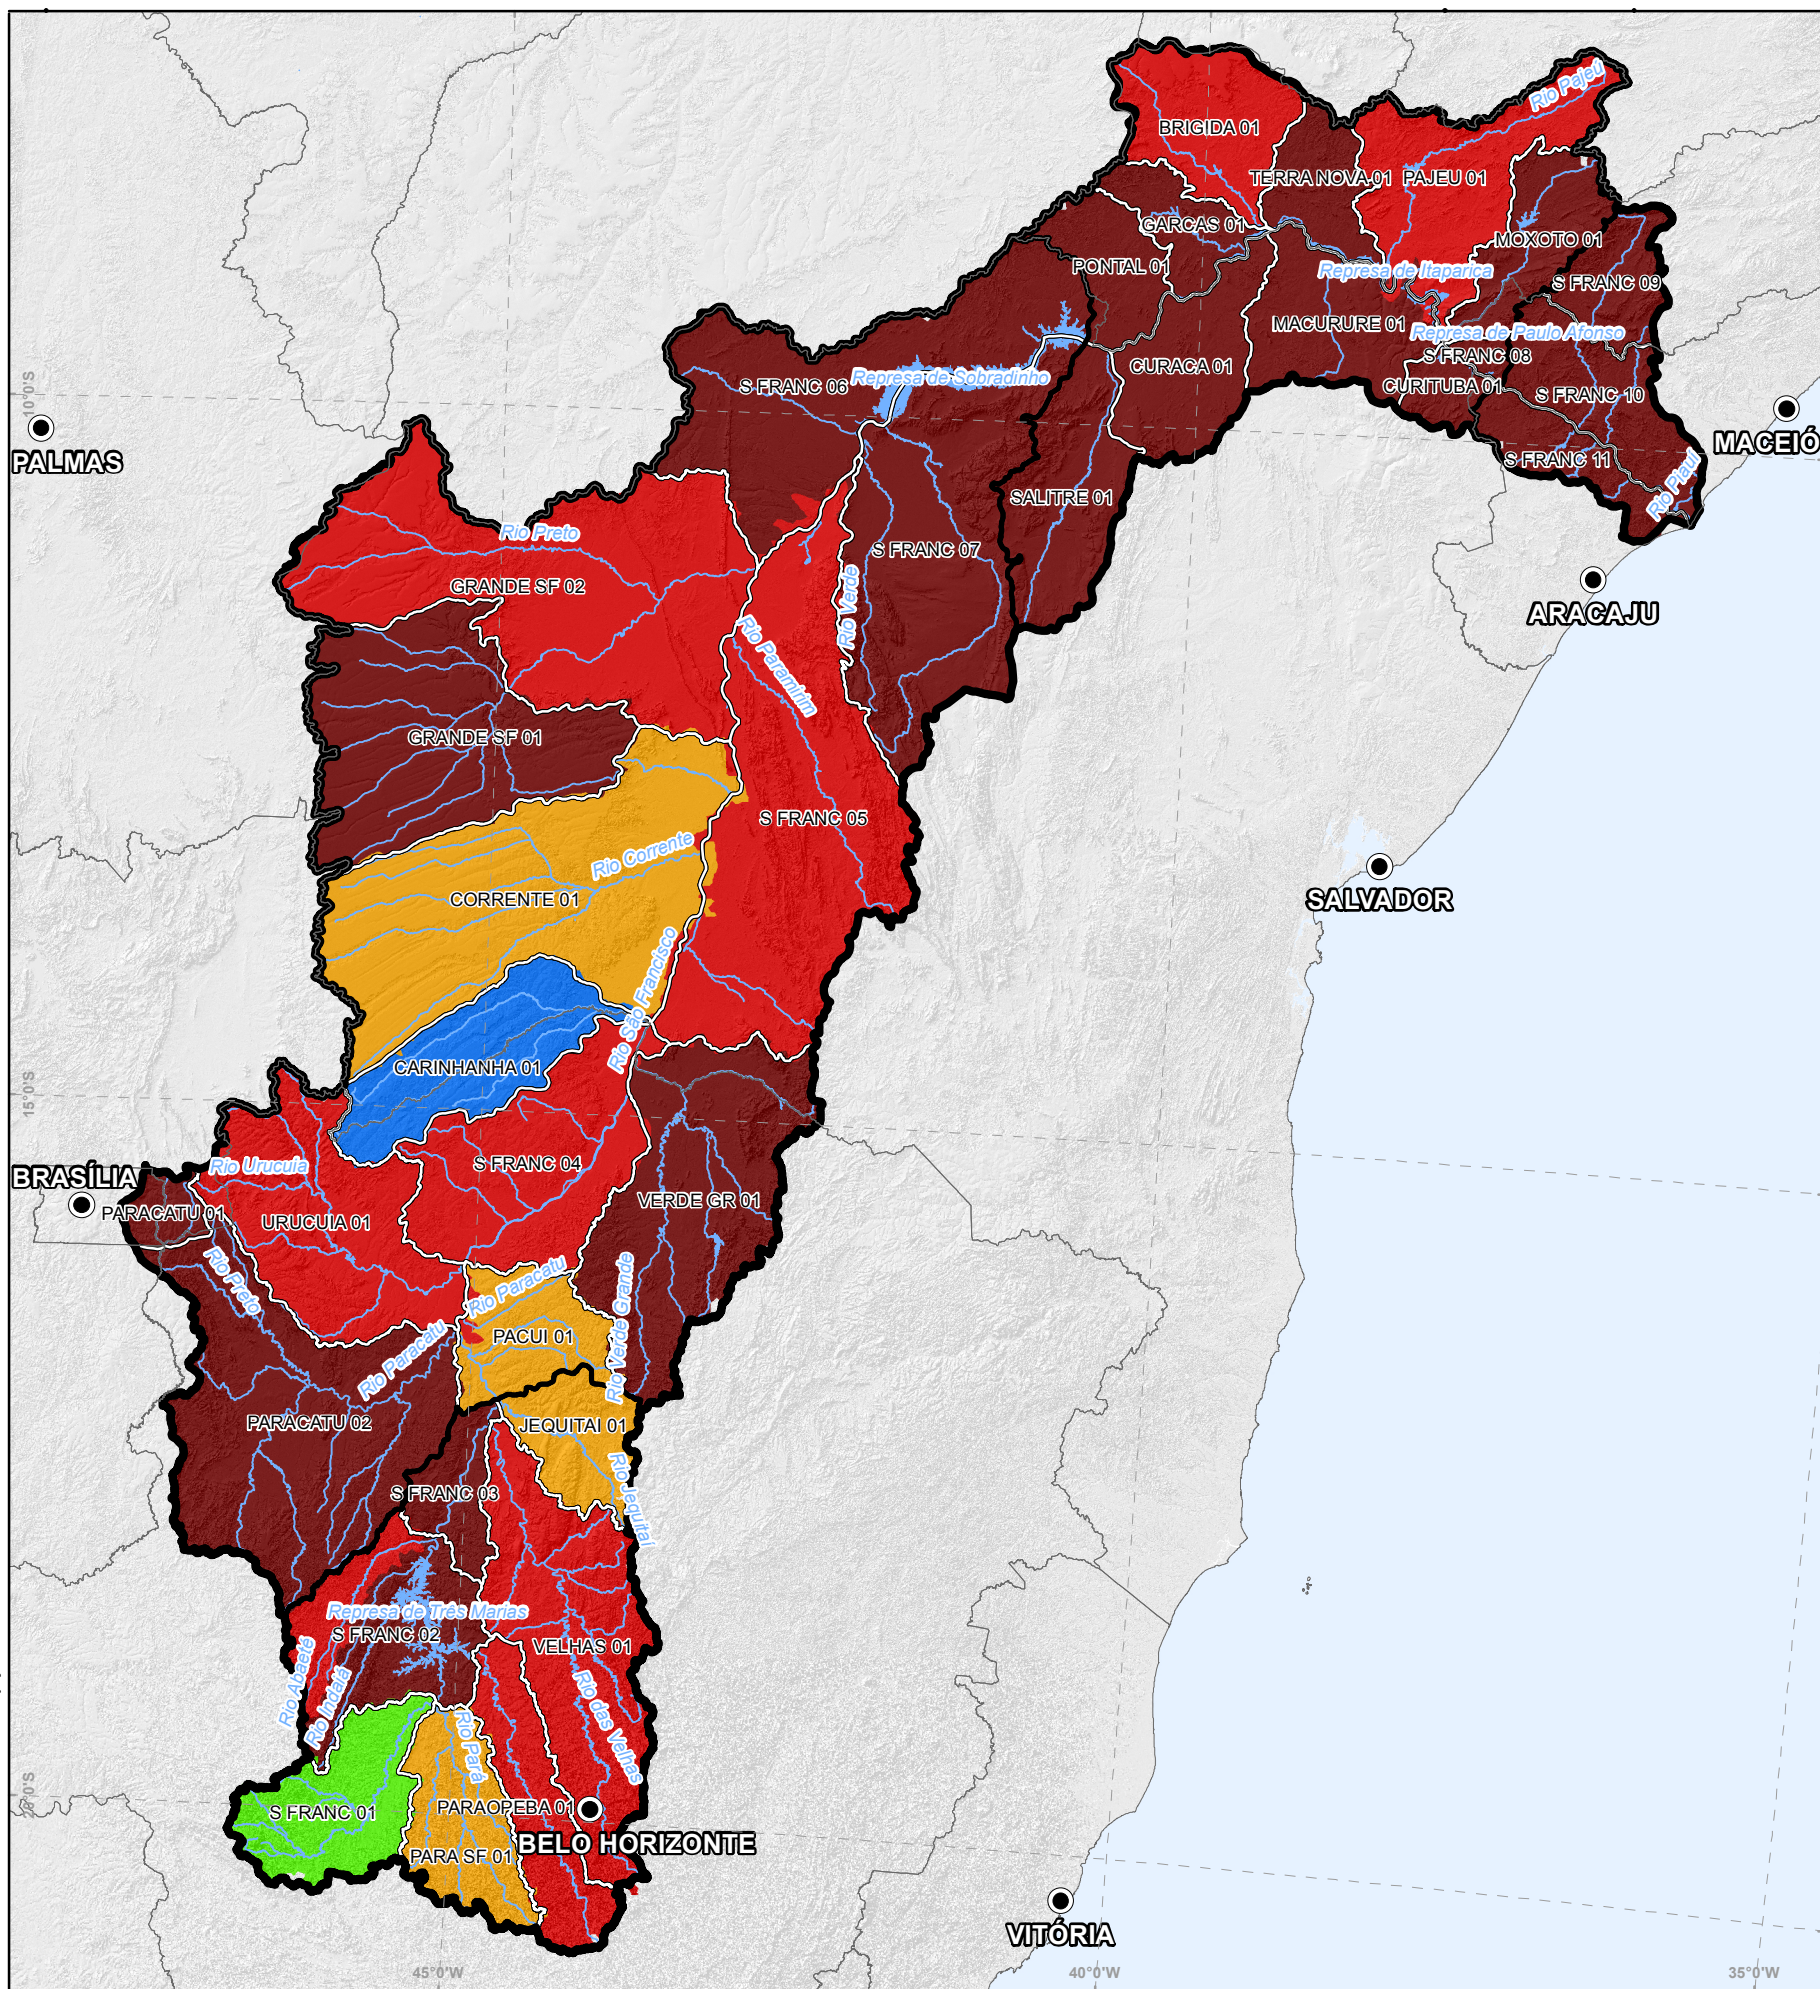 Rio Pajeú
BRIGIDA 01
TERRA NOVA 01
PAJEU 01
GARCAS 01
MOXOTO 01
PONTAL 01
Represa de Itaparica
S FRANC 09
MACURURE 01
Represa de Paulo Afonso
S FRANC 08
CURACA 01
Represa de Sobradinho
S FRANC 06
CURITUBA 01
S FRANC 10
10°0'S
MACEIÓ
PALMAS
S FRANC 11
Rio Piauí
SALITRE 01
Rio Preto
S FRANC 07
GRANDE SF 02
Rio Verde
ARACAJU
Rio Paramirim
GRANDE SF 01
S FRANC 05
Rio Corrente
CORRENTE 01
SALVADOR
Rio São Francisco
CARINHANHA 01
15°0'S
S FRANC 04
Rio Urucuia
BRASÍLIA
VERDE GR 01
PARACATU 01
URUCUIA 01
Rio Preto
Rio Paracatu
Rio Verde Grande
PACUI 01
Rio Paracatu
PARACATU 02
JEQUITAI 01
S FRANC 03
Rio Jequitaí
Represa de Três Marias
S FRANC 02
VELHAS 01
Rio Abaeté
Rio Indaiá
Rio das Velhas
Rio Pará
20°0'S
S FRANC 01
PARAOPEBA 01
BELO HORIZONTE
PARA SF 01
VITÓRIA
45°0'W
40°0'W
35°0'W